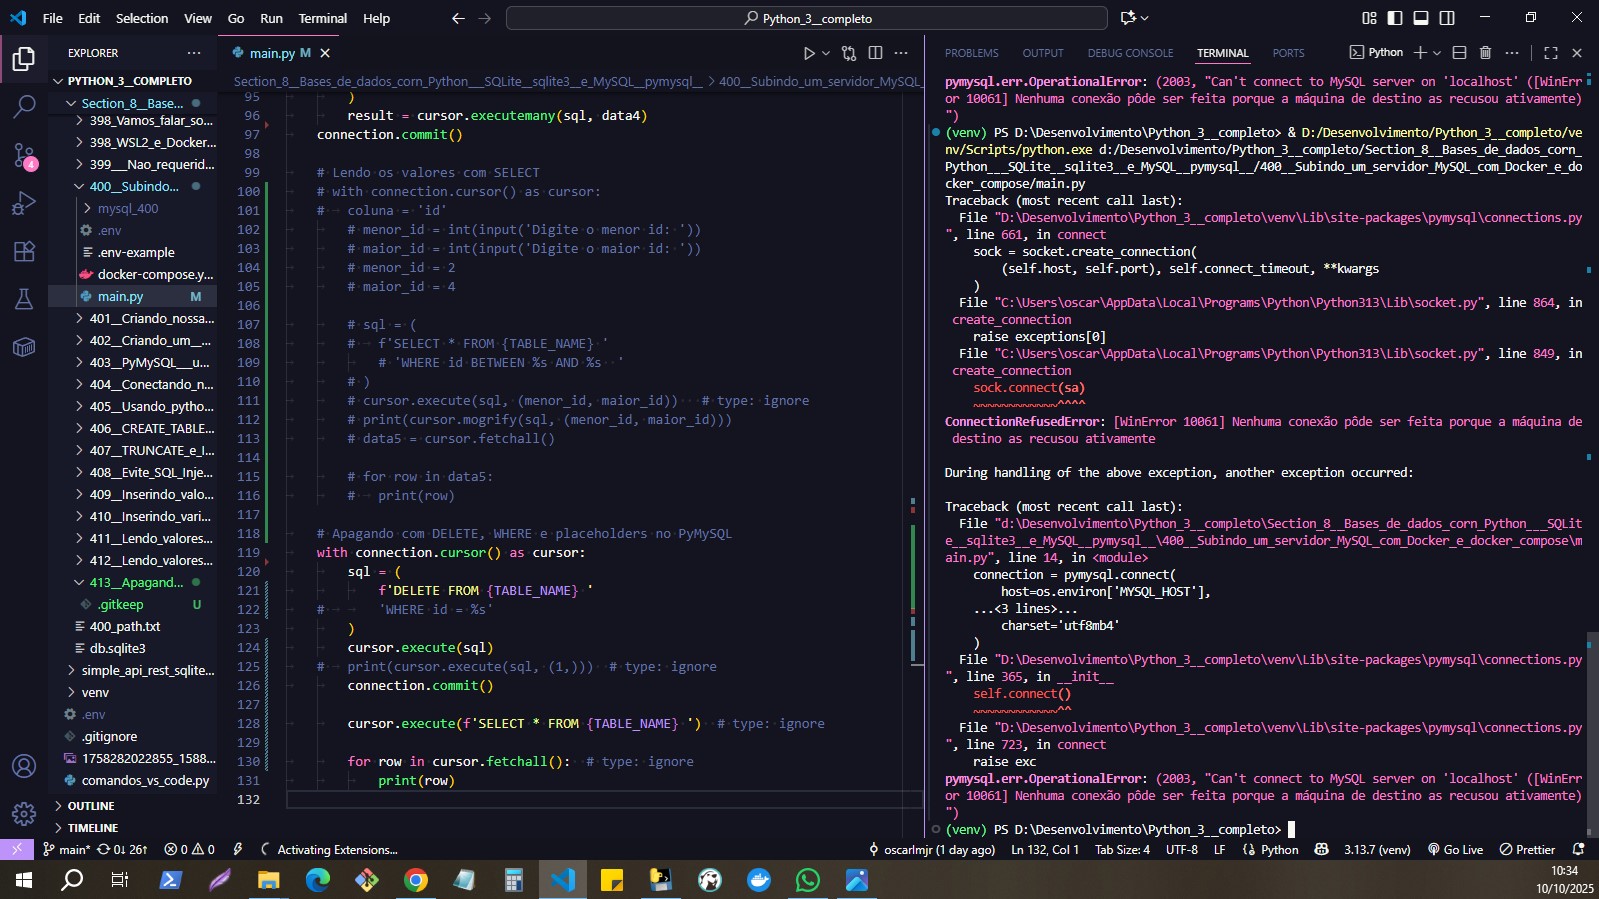 File Edit Selection View Go Run Terminal Help
Python_3__completo
EXPLORER
PYTHON_3__COMPLETO
Section_8__Base...
398_Vamos_falar_so...
398_WSL2_e_Docker...
399___Nao_requerid...
400__Subindo...
mysql_400
.env
.env-example
docker-compose.y...
main.py M
401__Criando_nossa...
402__Criando_um__...
403__PyMySQL___u...
404__Conectando_n...
405__Usando_pytho...
406__CREATE_TABLE...
407__TRUNCATE_e_I...
408__Evite_SQL_Inje...
409__Inserindo_valo...
410__Inserindo_vari...
411__Lendo_valores...
412__Lendo_valores...
413__Apagand...
.gitkeep U
400_path.txt
db.sqlite3
simple_api_rest_sqlite...
venv
.env
.gitignore
1758282022855_1588...
comandos_vs_code.py
OUTLINE
TIMELINE
main.py M
Section_8__Bases_de_dados_corn_Python___SQLite__sqlite3__e_MySQL__pymysql__ > 400__Subindo_um_servidor_MySQL_
95 )
96 result = cursor.executemany(sql, data4)
97 connection.commit()
98
99 # Lendo os valores com SELECT
100 # with connection.cursor() as cursor:
101 # coluna = 'id'
102 # menor_id = int(input('Digite o menor id: '))
103 # maior_id = int(input('Digite o maior id: '))
104 # menor_id = 2
105 # maior_id = 4
106
107 # sql = (
108 # f'SELECT * FROM {TABLE_NAME} '
109 # 'WHERE id BETWEEN %s AND %s '
110 # )
111 # cursor.execute(sql, (menor_id, maior_id)) # type: ignore
112 # print(cursor.mogrify(sql, (menor_id, maior_id)))
113 # data5 = cursor.fetchall()
114
115 # for row in data5:
116 # print(row)
117
118 # Apagando com DELETE, WHERE e placeholders no PyMySQL
119 with connection.cursor() as cursor:
120 sql = (
121 f'DELETE FROM {TABLE_NAME} '
122 # 'WHERE id = %s'
123 )
124 cursor.execute(sql)
125 # print(cursor.execute(sql, (1,))) # type: ignore
126 connection.commit()
127
128 cursor.execute(f'SELECT * FROM {TABLE_NAME} ') # type: ignore
129
130 for row in cursor.fetchall(): # type: ignore
131 print(row)
132
PROBLEMS OUTPUT DEBUG CONSOLE TERMINAL PORTS
Python
pymysql.err.OperationalError: (2003, "Can't connect to MySQL server on 'localhost' ([WinErr
or 10061] Nenhuma conexão pôde ser feita porque a máquina de destino as recusou ativamente)
")
(venv) PS D:\Desenvolvimento\Python_3__completo> & D:/Desenvolvimento/Python_3__completo/ve
nv/Scripts/python.exe d:/Desenvolvimento/Python_3__completo/Section_8__Bases_de_dados_corn_
Python___SQLite__sqlite3__e_MySQL__pymysql__/400__Subindo_um_servidor_MySQL_com_Docker_e_do
cker_compose/main.py
Traceback (most recent call last):
File "D:\Desenvolvimento\Python_3__completo\venv\Lib\site-packages\pymysql\connections.py
", line 661, in connect
sock = socket.create_connection(
(self.host, self.port), self.connect_timeout, **kwargs
)
File "C:\Users\oscar\AppData\Local\Programs\Python\Python313\Lib\socket.py", line 864, in
create_connection
raise exceptions[0]
File "C:\Users\oscar\AppData\Local\Programs\Python\Python313\Lib\socket.py", line 849, in
create_connection
sock.connect(sa)
~~~~~~~~~~~~^^^^
ConnectionRefusedError: [WinError 10061] Nenhuma conexão pôde ser feita porque a máquina de
destino as recusou ativamente
During handling of the above exception, another exception occurred:
Traceback (most recent call last):
File "d:\Desenvolvimento\Python_3__completo\Section_8__Bases_de_dados_corn_Python___SQLit
e__sqlite3__e_MySQL__pymysql__\400__Subindo_um_servidor_MySQL_com_Docker_e_docker_compose\m
ain.py", line 14, in <module>
connection = pymysql.connect(
host=os.environ['MYSQL_HOST'],
...<3 lines>...
charset='utf8mb4'
)
File "D:\Desenvolvimento\Python_3__completo\venv\Lib\site-packages\pymysql\connections.py
", line 365, in __init__
self.connect()
~~~~~~~~~~~~^^
File "D:\Desenvolvimento\Python_3__completo\venv\Lib\site-packages\pymysql\connections.py
", line 723, in connect
raise exc
pymysql.err.OperationalError: (2003, "Can't connect to MySQL server on 'localhost' ([WinErr
or 10061] Nenhuma conexão pôde ser feita porque a máquina de destino as recusou ativamente)
")
(venv) PS D:\Desenvolvimento\Python_3__completo>
4
main* 0↓ 26↑ 0 0 Activating Extensions... oscarlmjr (1 day ago) Ln 132, Col 1 Tab Size: 4 UTF-8 LF Python 3.13.7 (venv) Go Live Prettier
10:34
10/10/2025